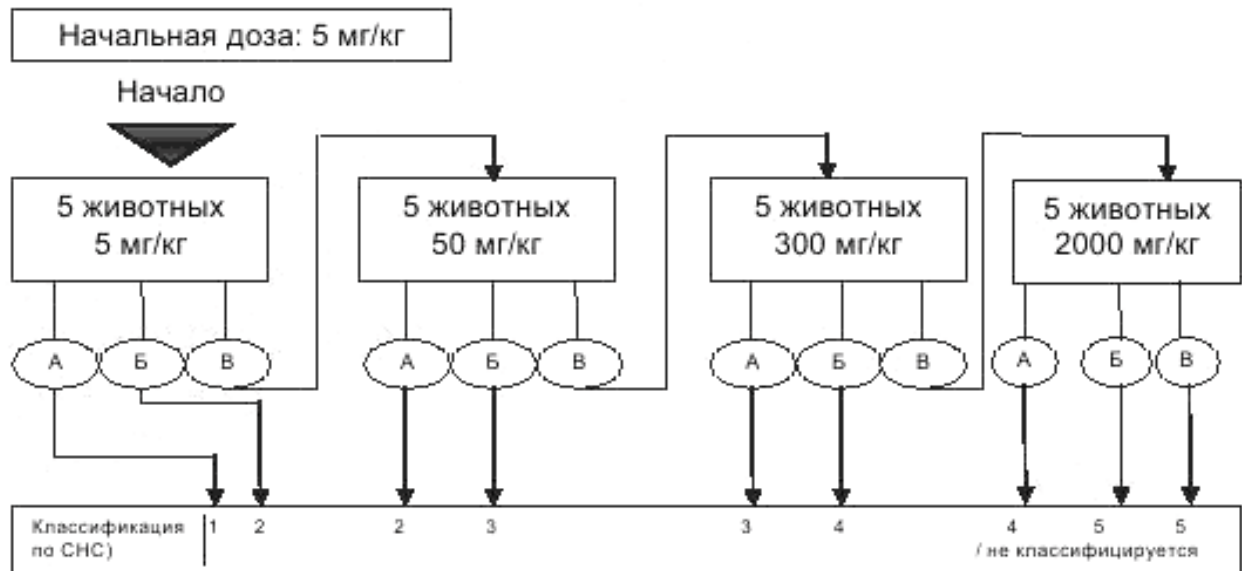 Начальная доза: 5 мг/кг
Начало
5 животных
5 мг/кг
5 животных
50 мг/кг
5 животных
300 мг/кг
5 животных
2000 мг/кг
А Б В А Б В А Б В А Б В
Классификация
по СНС)
1 2 2 3 3 4 4 5 5
/ не классифицируется